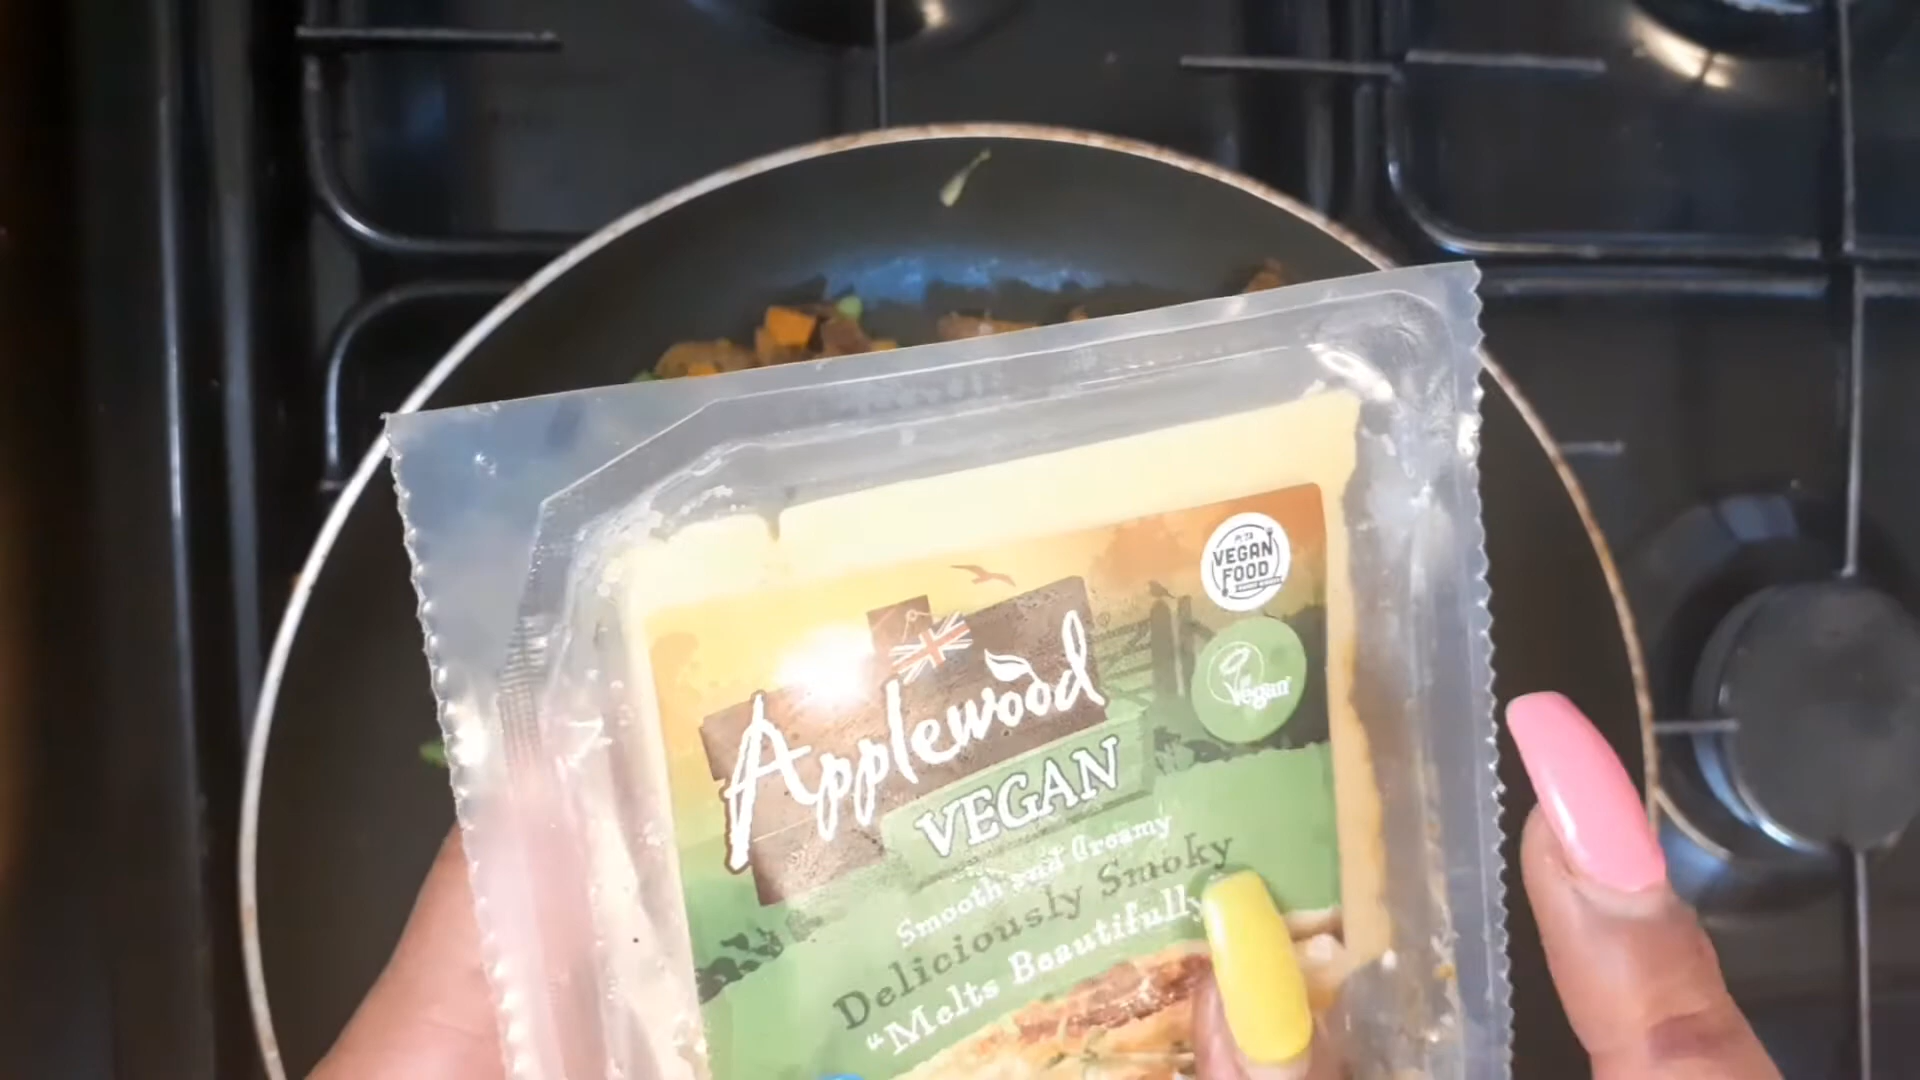 VEGAN
FOOD
Applewood
vegan
VEGAN
Smooth and Creamy
Deliciously Smoky
"Melts Beautifully